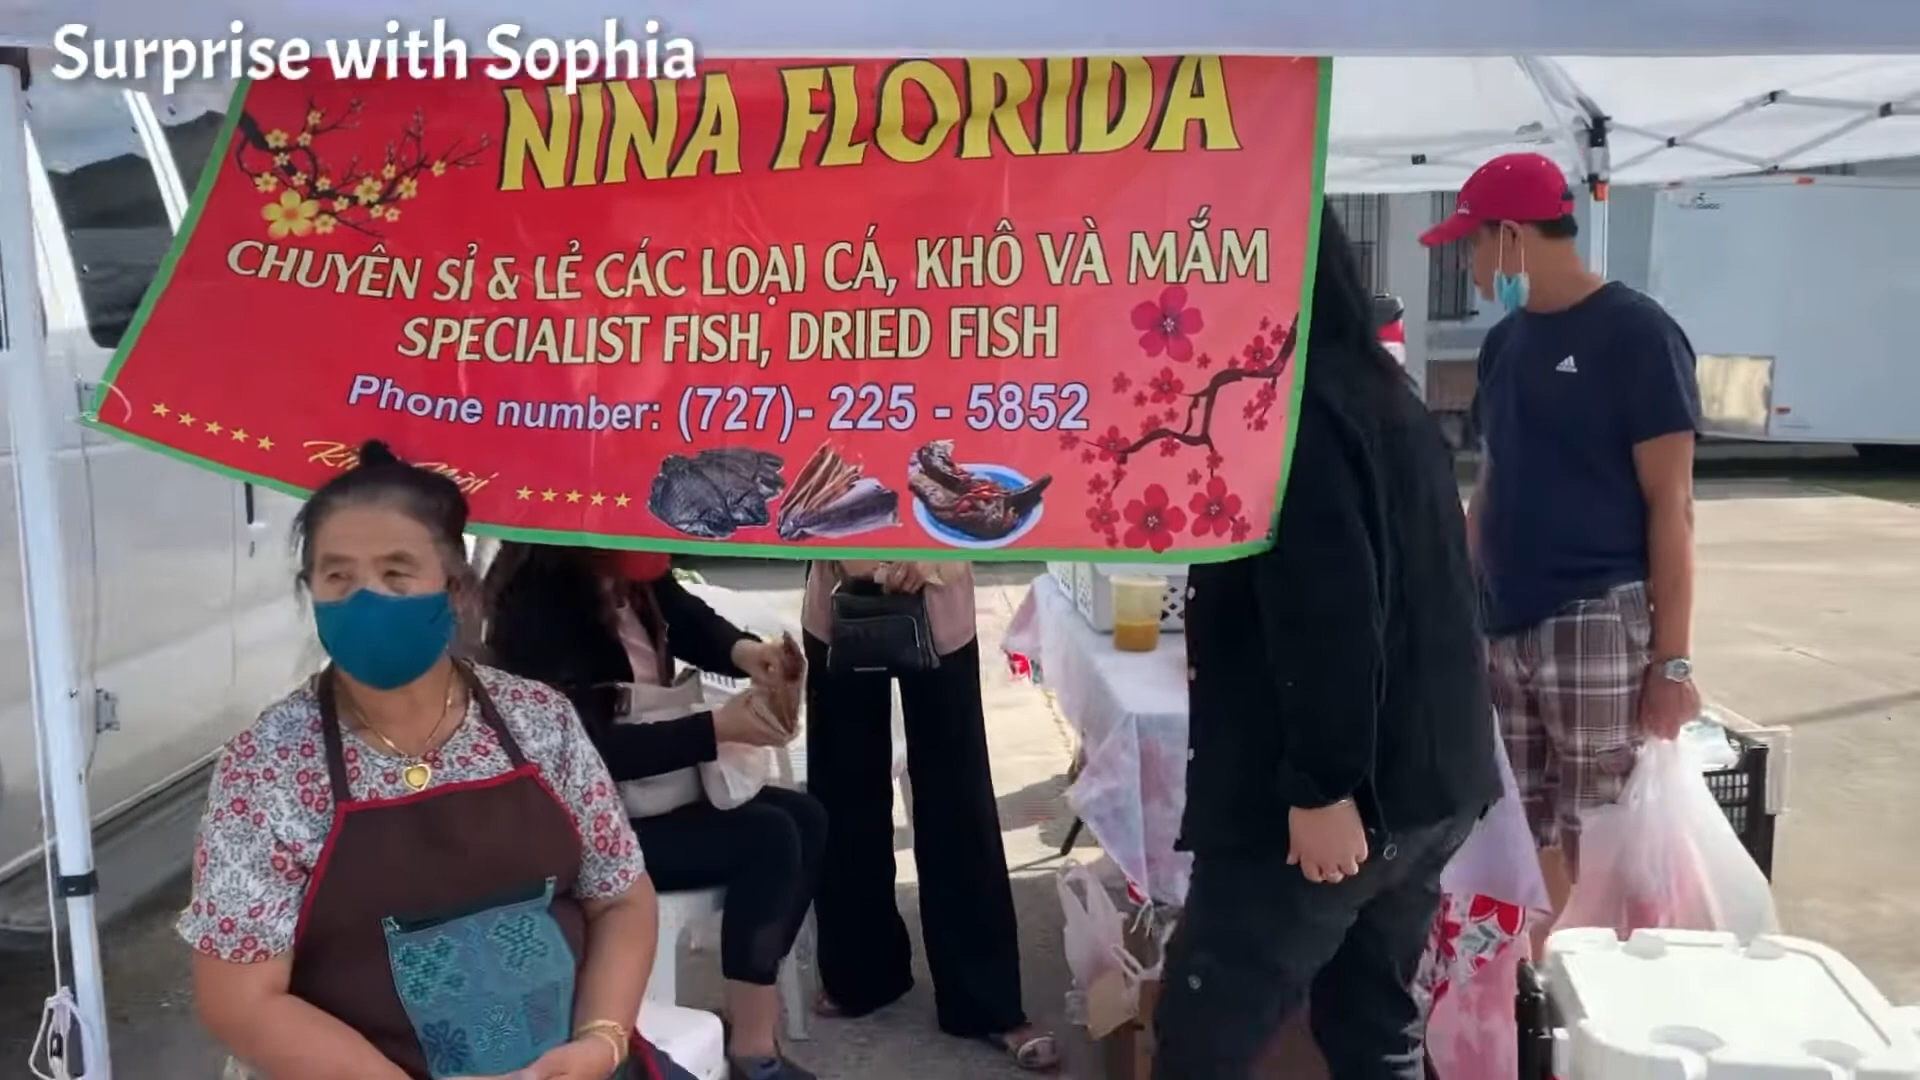 Surprise with Sophia
NINA FLORIDA
CHUYÊN SỈ & LẺ CÁC LOẠI CÁ, KHÔ VÀ MẮM
SPECIALIST FISH, DRIED FISH
Phone number: (727)- 225 - 5852